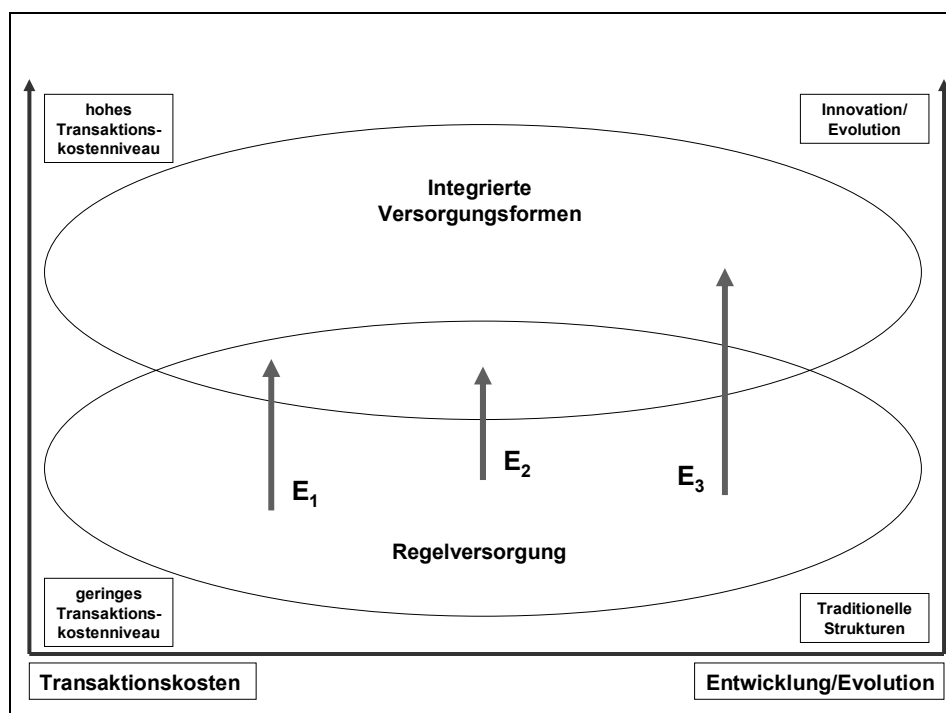 hohes
Transaktions-
kostenniveau
Innovation/
Evolution
Integrierte
Versorgungsformen
E1
E2
E3
Regelversorgung
geringes
Transaktions-
kostenniveau
Traditionelle
Strukturen
Transaktionskosten
Entwicklung/Evolution